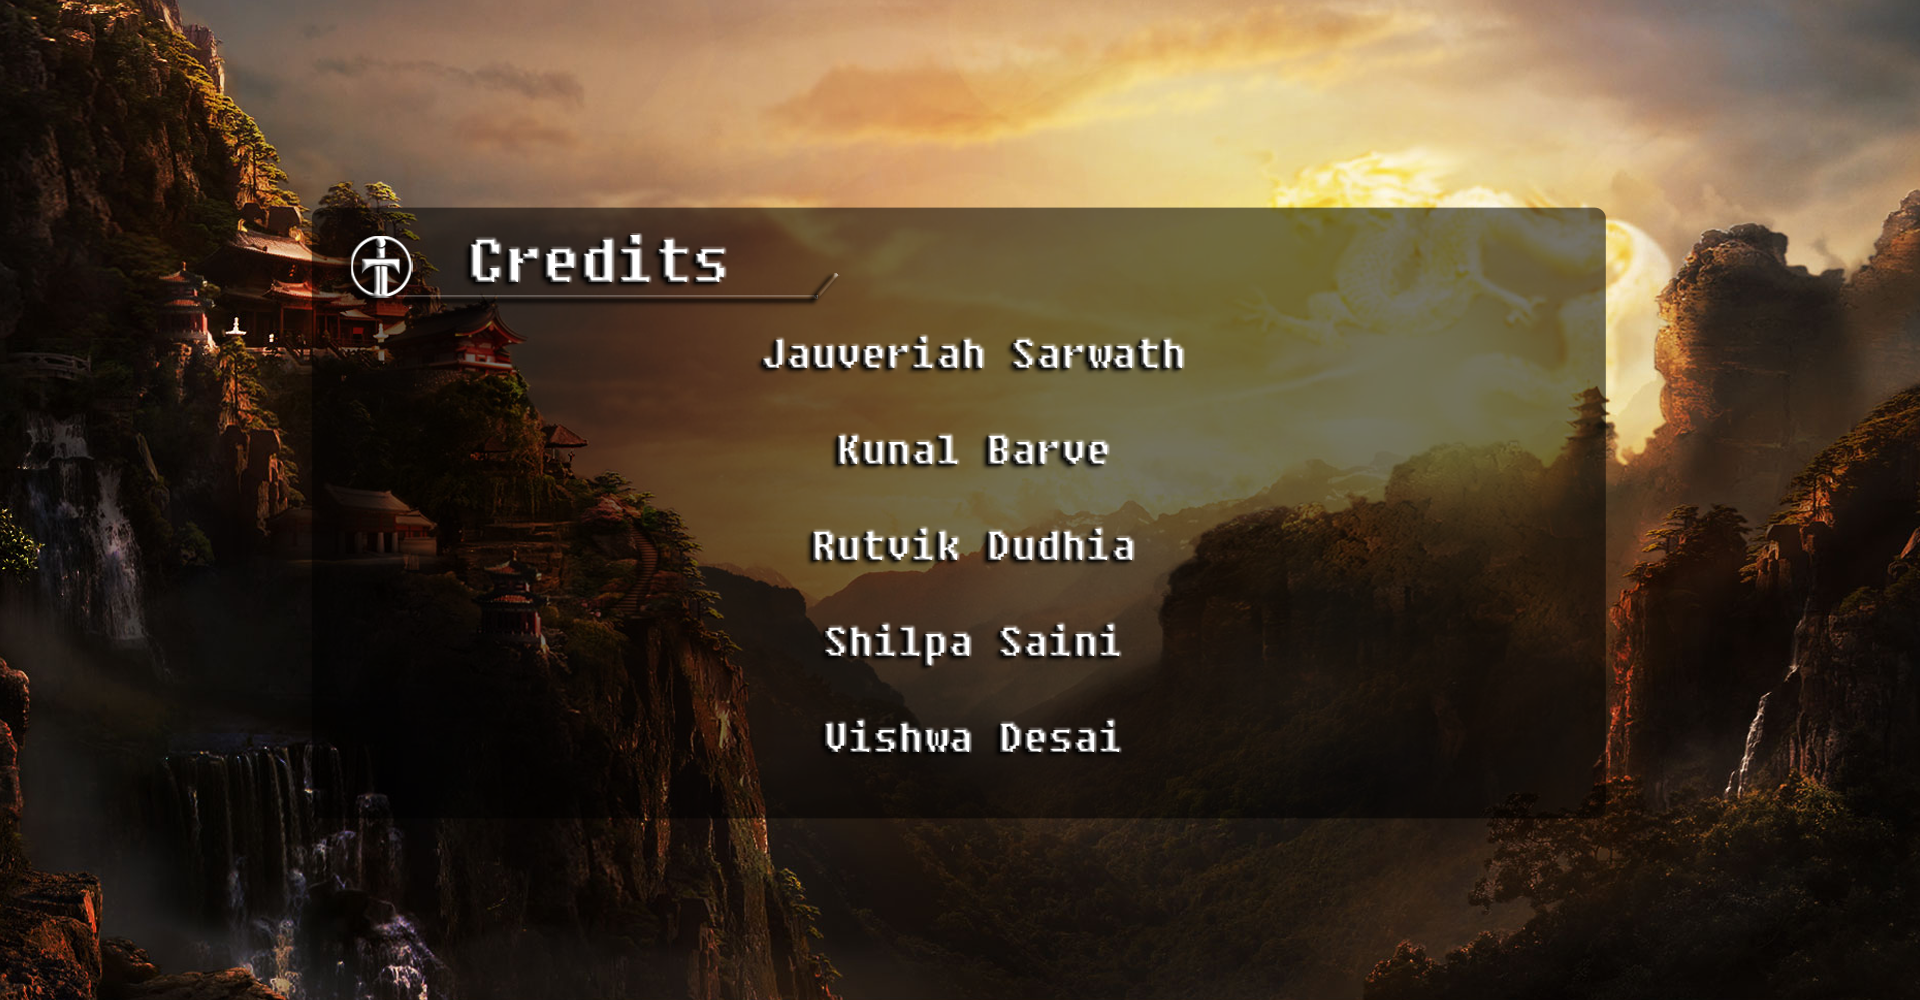 Credits
Jauveriah Sarwath
Kunal Barve
Rutvik Dudhia
Shilpa Saini
Vishwa Desai